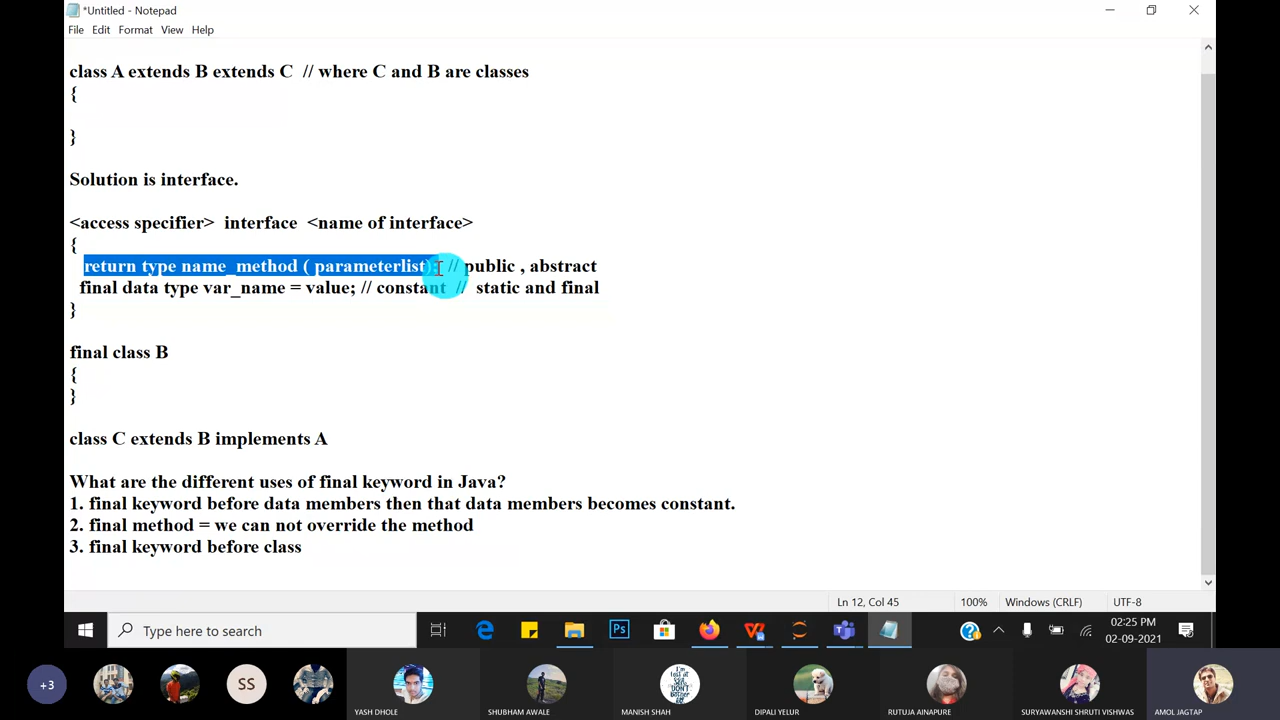 *Untitled - Notepad
File Edit Format View Help
class A extends B extends C // where C and B are classes
{
}
Solution is interface.
<access specifier> interface <name of interface>
{
return type name_method ( parameterlist); // public , abstract
final data type var_name = value; // constant // static and final
}
final class B
{
}
class C extends B implements A
What are the different uses of final keyword in Java?
1. final keyword before data members then that data members becomes constant.
2. final method = we can not override the method
3. final keyword before class
Ln 12, Col 45 100% Windows (CRLF) UTF-8
Type here to search
Ps
02:25 PM
02-09-2021
+3
SS
I'm
YASH DHOLE
SHUBHAM AWALE
MANISH SHAH
DIPALI YELUR
RUTUJA AINAPURE
SURYAWANSHI SHRUTI VISHWAS
AMOL JAGTAP